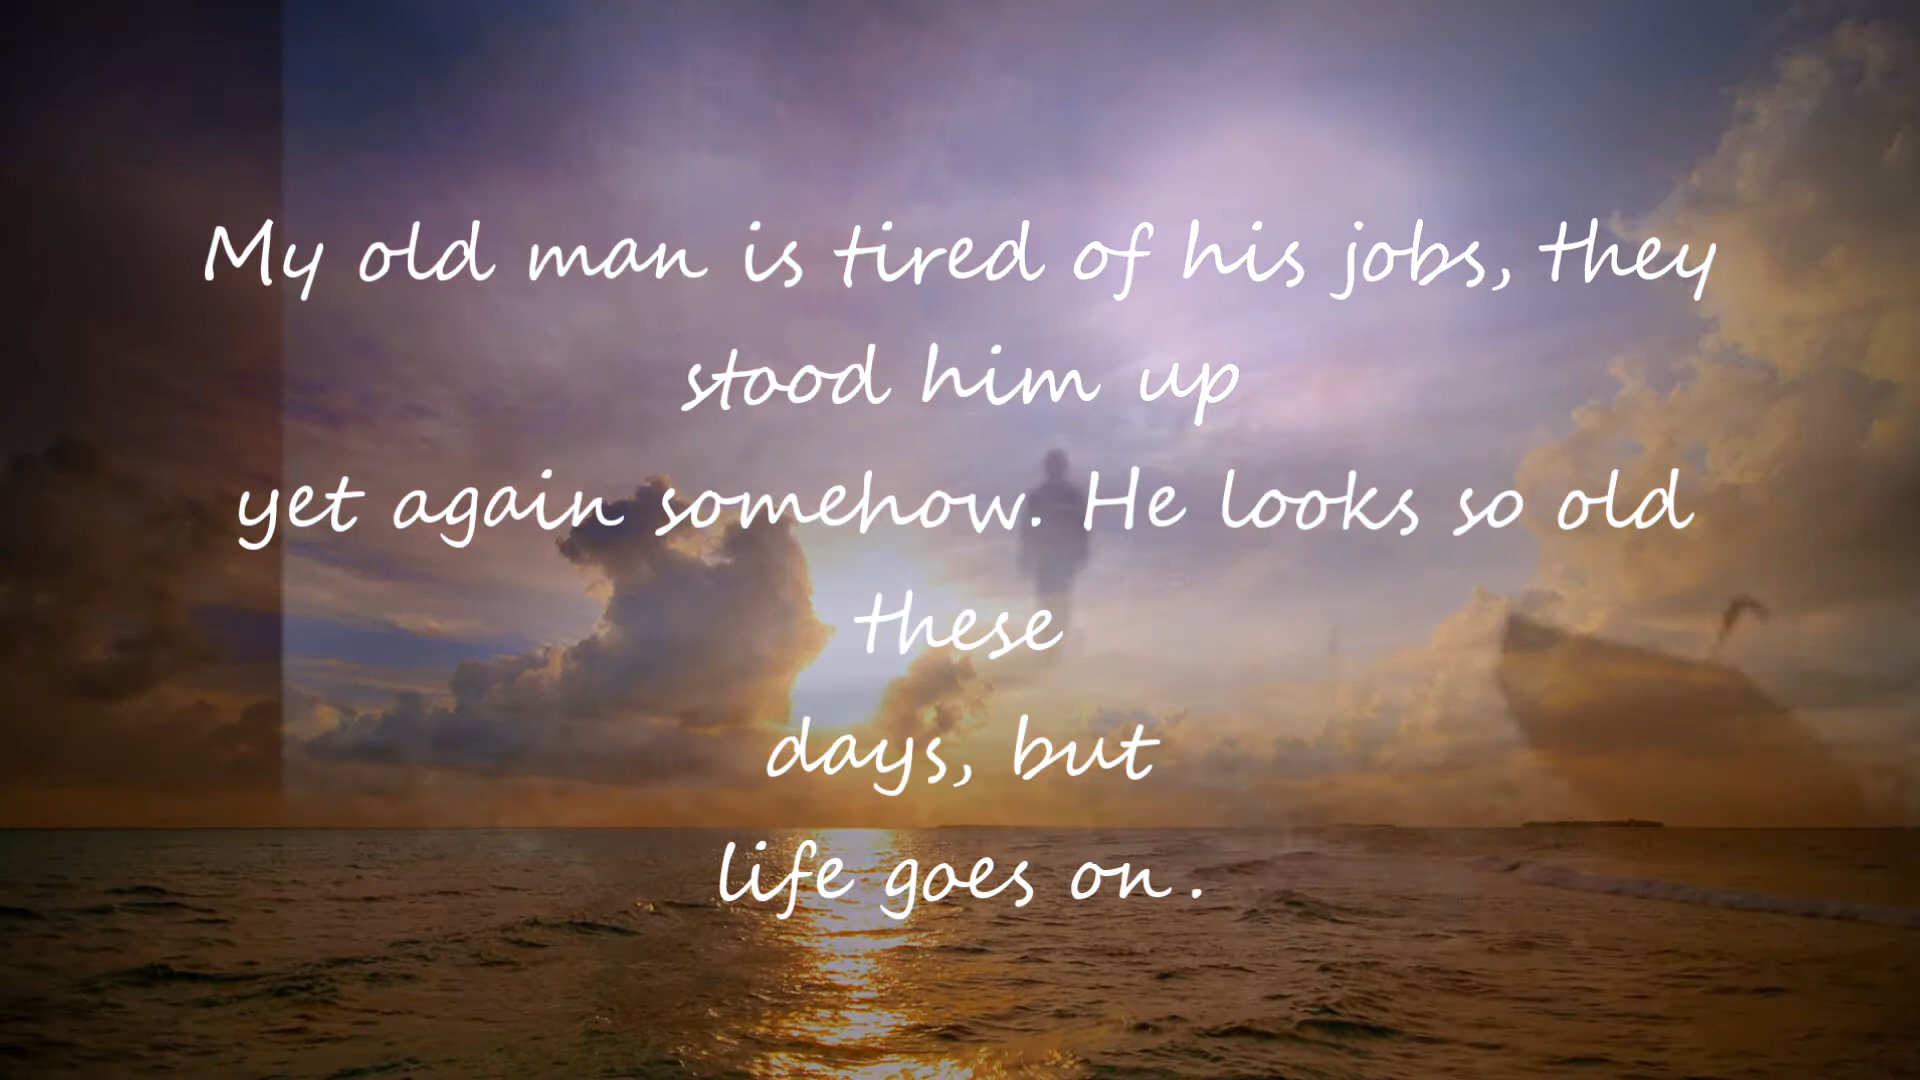 My old man is tired of his jobs, they
stood him up
yet again somehow. He looks so old
these
days, but
life goes on.